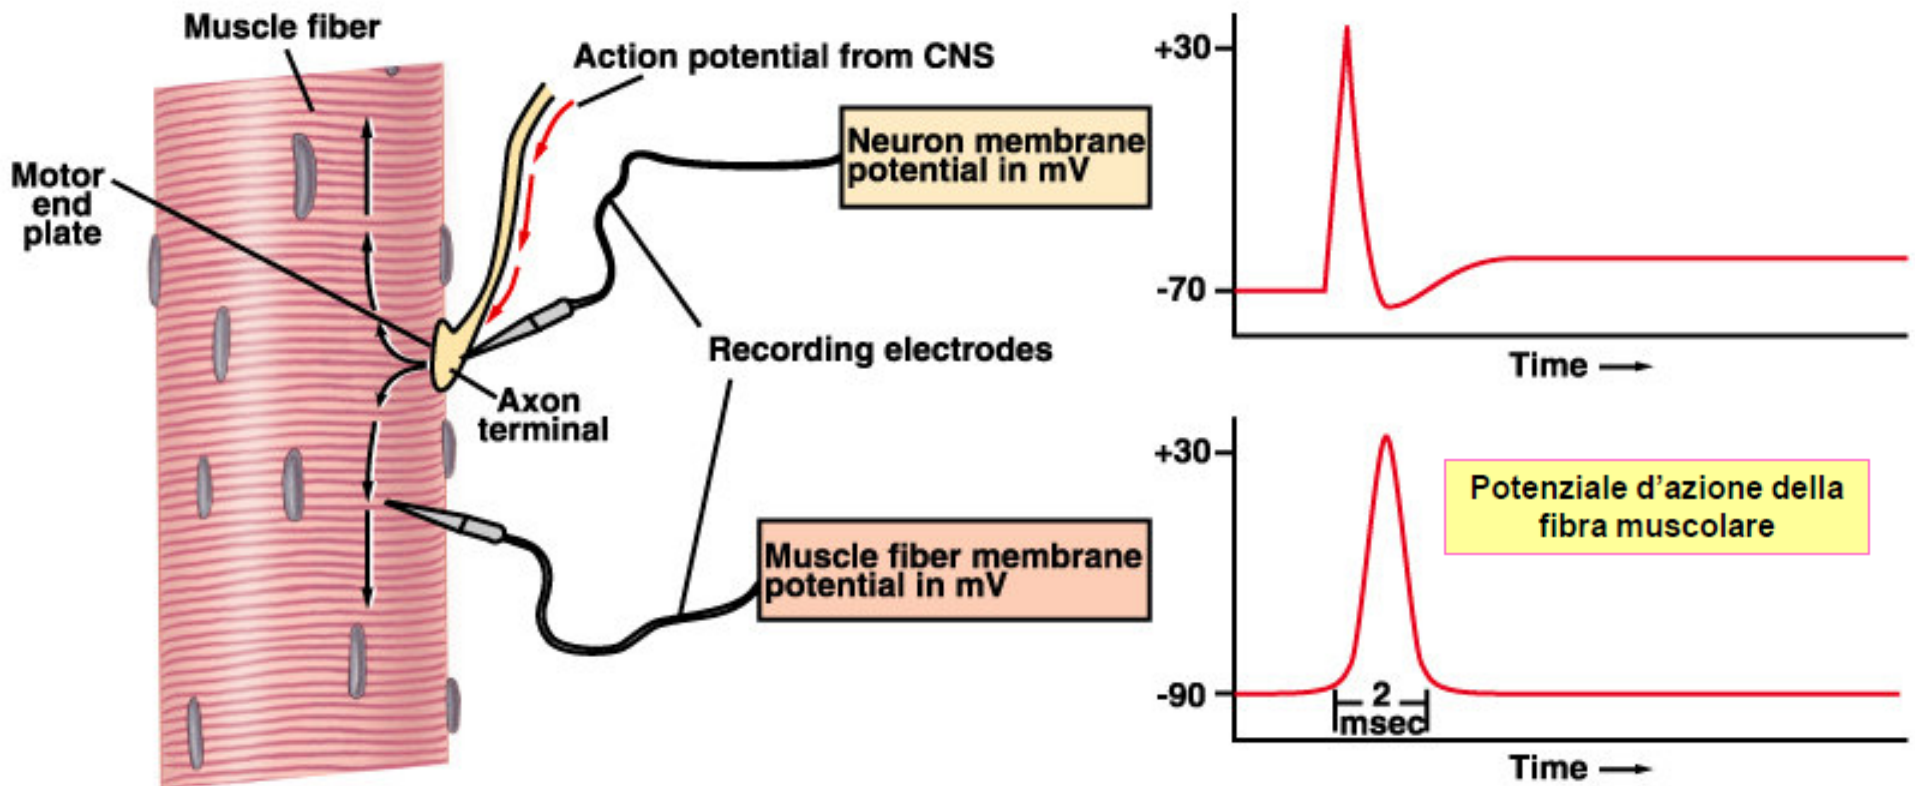 Muscle fiber
Action potential from CNS
Motor
end
plate
Neuron membrane
potential in mV
Recording electrodes
Axon
terminal
Muscle fiber membrane
potential in mV
+30
-70
Time
+30
Potenziale d’azione della
fibra muscolare
-90
2
msec
Time